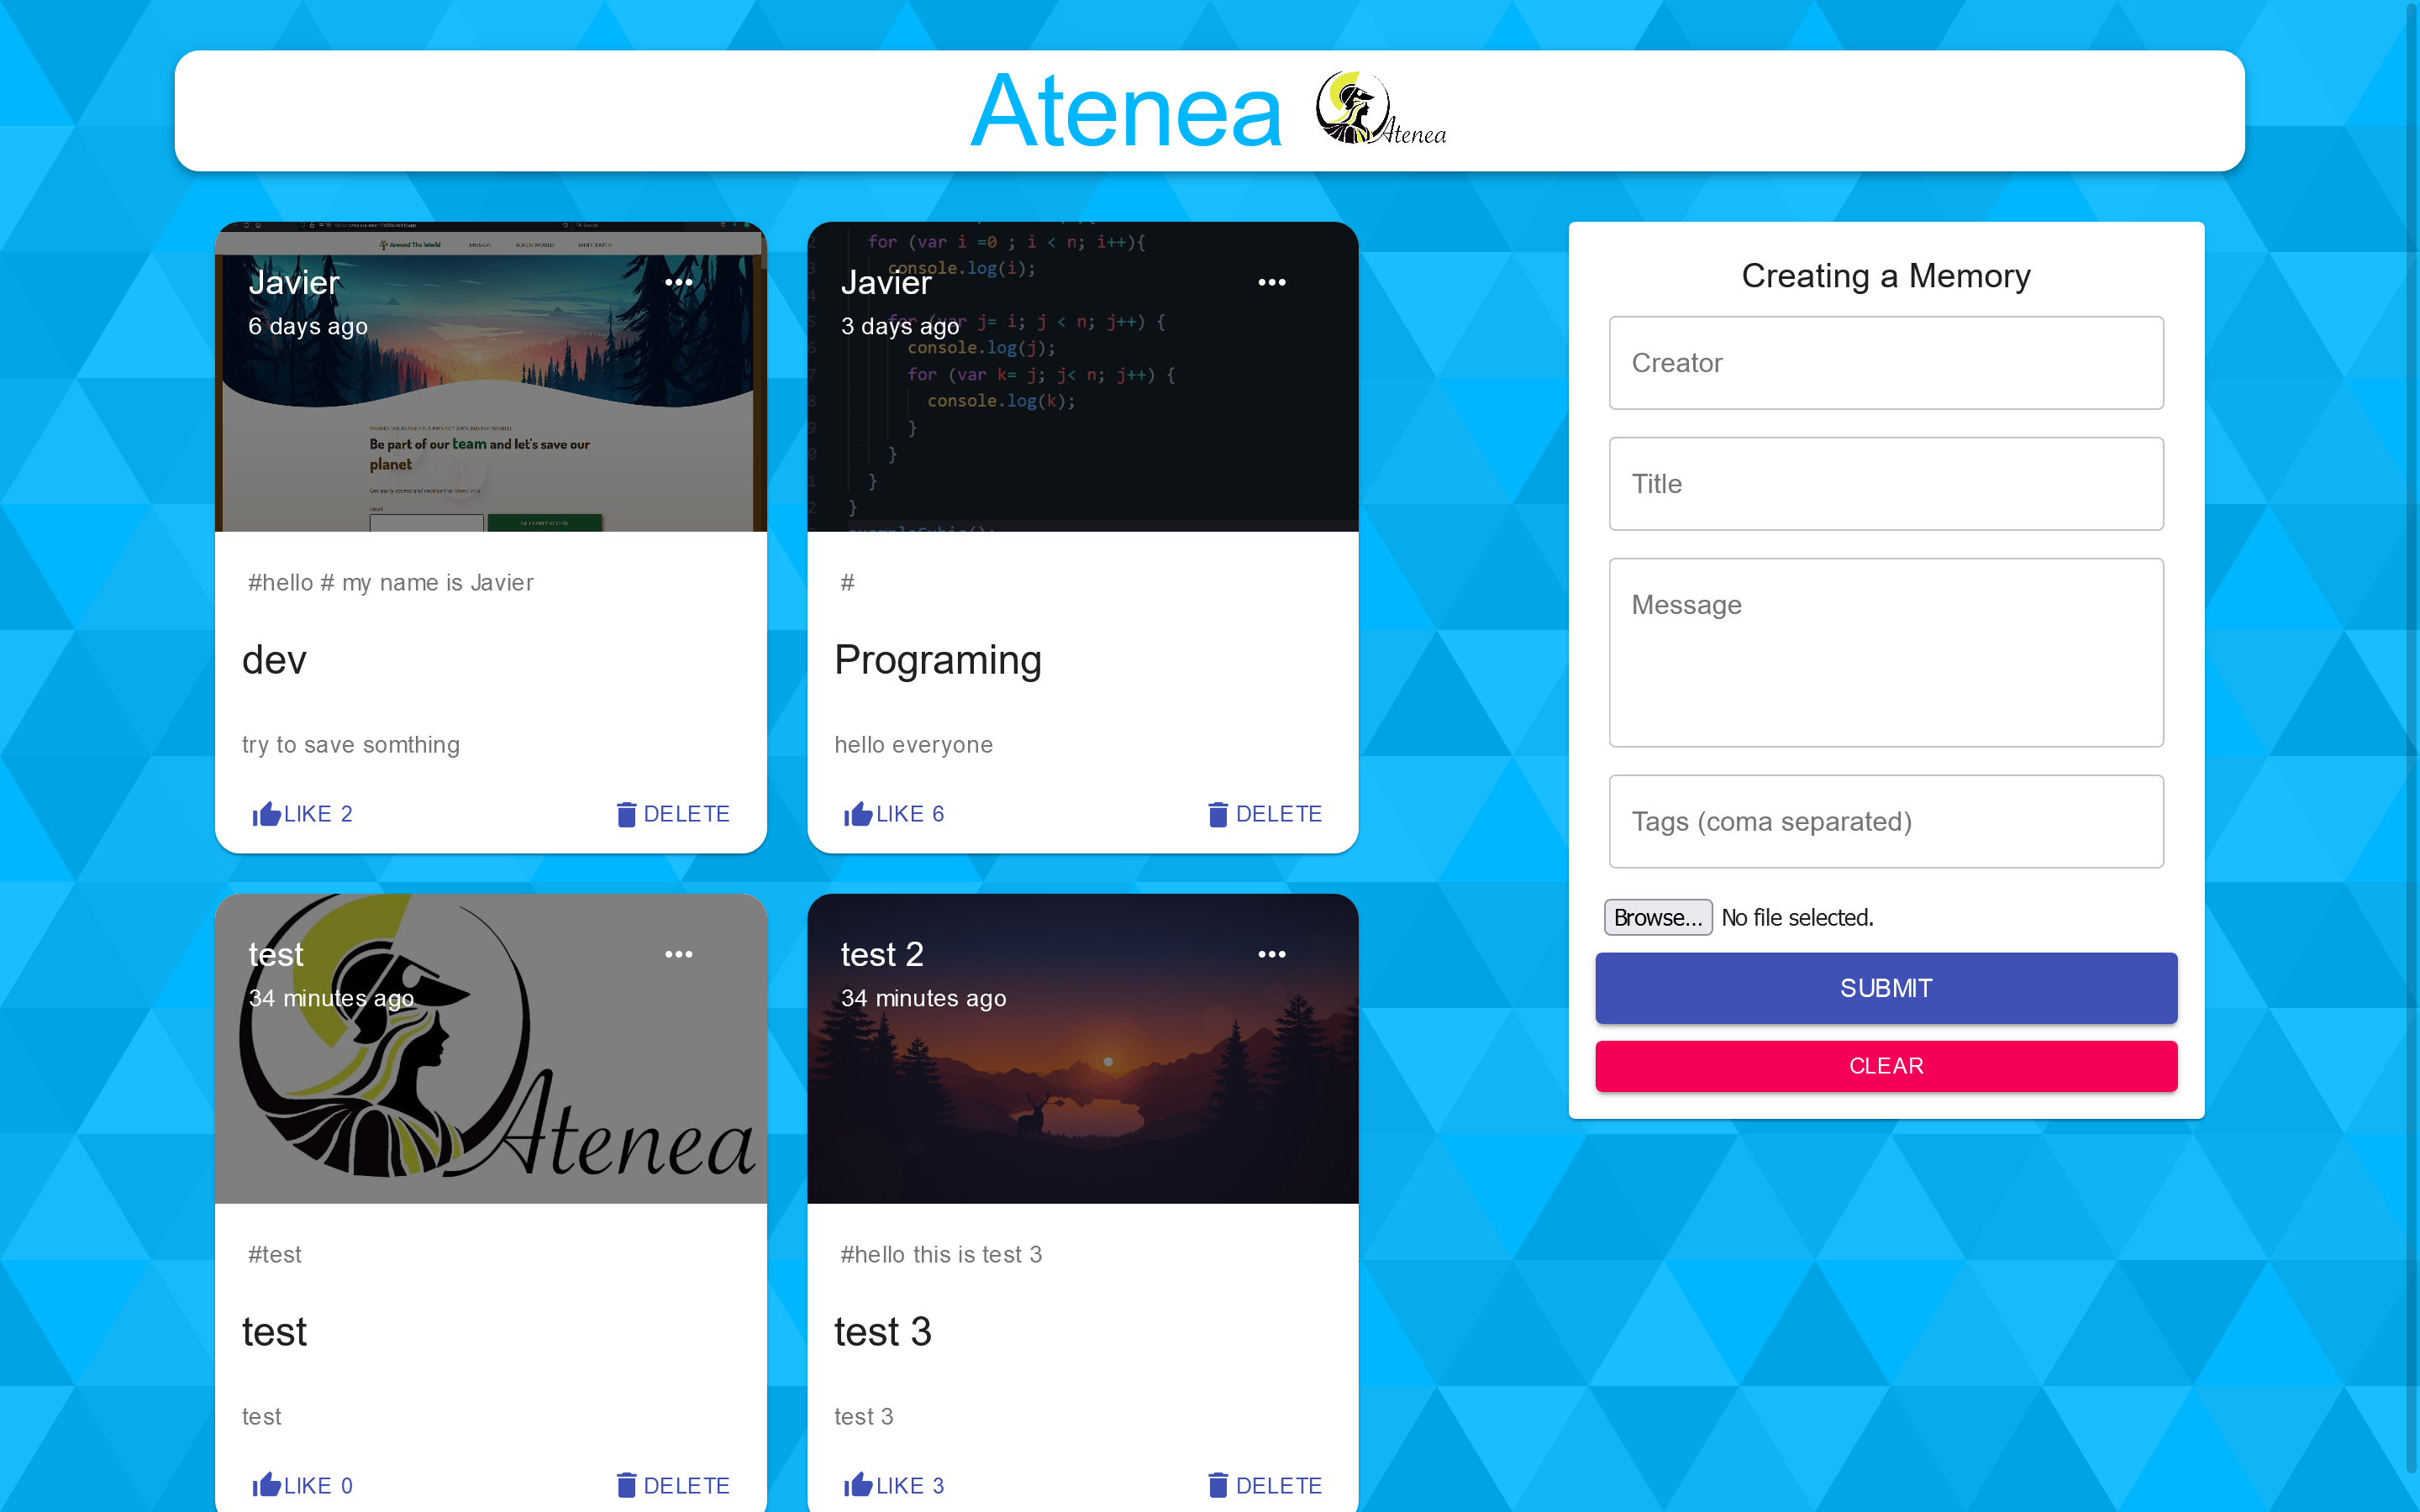 Atenea
Atenea
Around The World
MISSION
WHITEPAPER
Javier
6 days ago
Be part of our team and let's save our
planet
#hello # my name is Javier
dev
try to save somthing
LIKE 2
DELETE
for (var i =0 ; i < n; i++){
console.log(i);
Javier
3 days ago
for (var j= i; j < n; j++) {
console.log(j);
for (var k= j; j< n; j++) {
console.log(k);
}
}
}
}
#
Programing
hello everyone
LIKE 6
DELETE
test
34 minutes ago
Atenea
#test
test
test
LIKE 0
DELETE
test 2
34 minutes ago
#hello this is test 3
test 3
test 3
LIKE 3
DELETE
Creating a Memory
Creator
Title
Message
Tags (coma separated)
Browse... No file selected.
SUBMIT
CLEAR